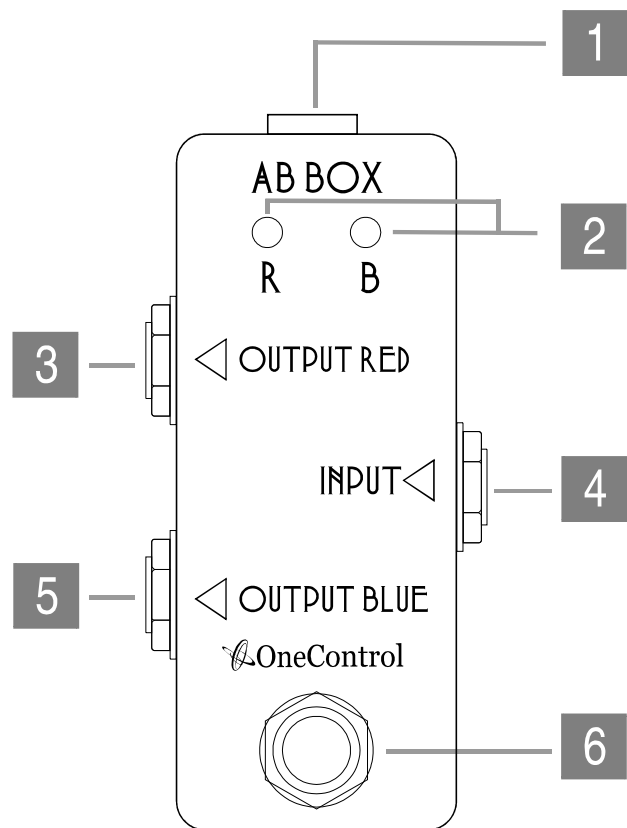 1
AB BOX
2
R B
3
OUTPUT RED
INPUT
4
5
OUTPUT BLUE
OneControl
6